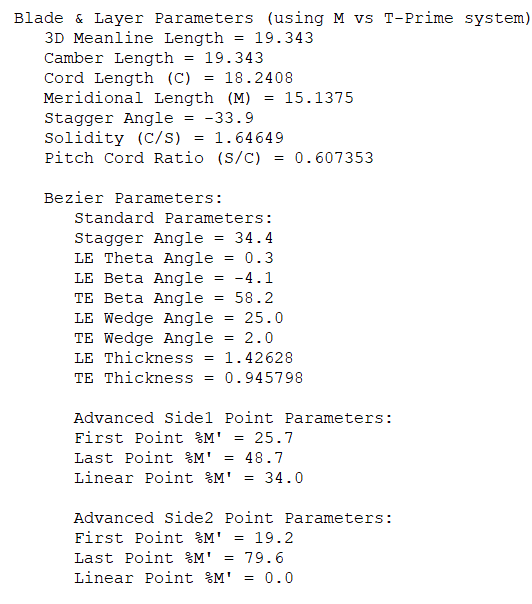 Blade & Layer Parameters (using M vs T-Prime system)
3D Meanline Length = 19.343
Camber Length = 19.343
Cord Length (C) = 18.2408
Meridional Length (M) = 15.1375
Stagger Angle = -33.9
Solidity (C/S) = 1.64649
Pitch Cord Ratio (S/C) = 0.607353
Bezier Parameters:
Standard Parameters:
Stagger Angle = 34.4
LE Theta Angle = 0.3
LE Beta Angle = -4.1
TE Beta Angle = 58.2
LE Wedge Angle = 25.0
TE Wedge Angle = 2.0
LE Thickness = 1.42628
TE Thickness = 0.945798
Advanced Side1 Point Parameters:
First Point %M' = 25.7
Last Point %M' = 48.7
Linear Point %M' = 34.0
Advanced Side2 Point Parameters:
First Point %M' = 19.2
Last Point %M' = 79.6
Linear Point %M' = 0.0